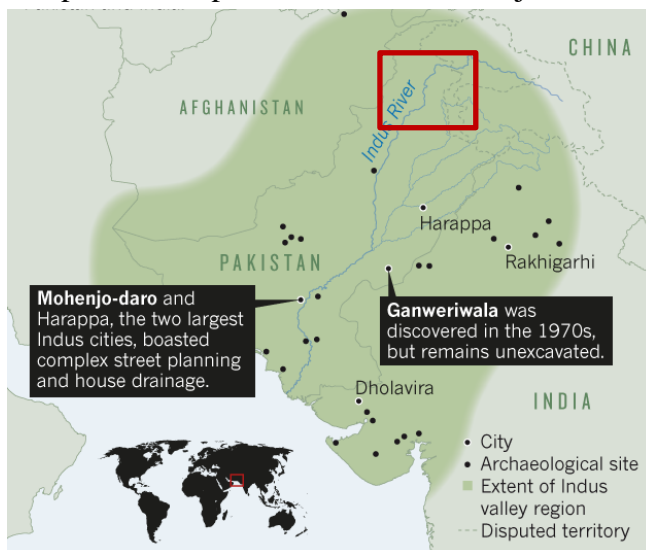 CHINA
AFGHANISTAN
Indus River
Harappa
PAKISTAN
Rakhigarhi
Mohenjo-daro and
Harappa, the two largest
Indus cities, boasted
complex street planning
and house drainage.
Ganweriwala was
discovered in the 1970s,
but remains unexcavated.
Dholavira
INDIA
City
Archaeological site
Extent of Indus
valley region
Disputed territory